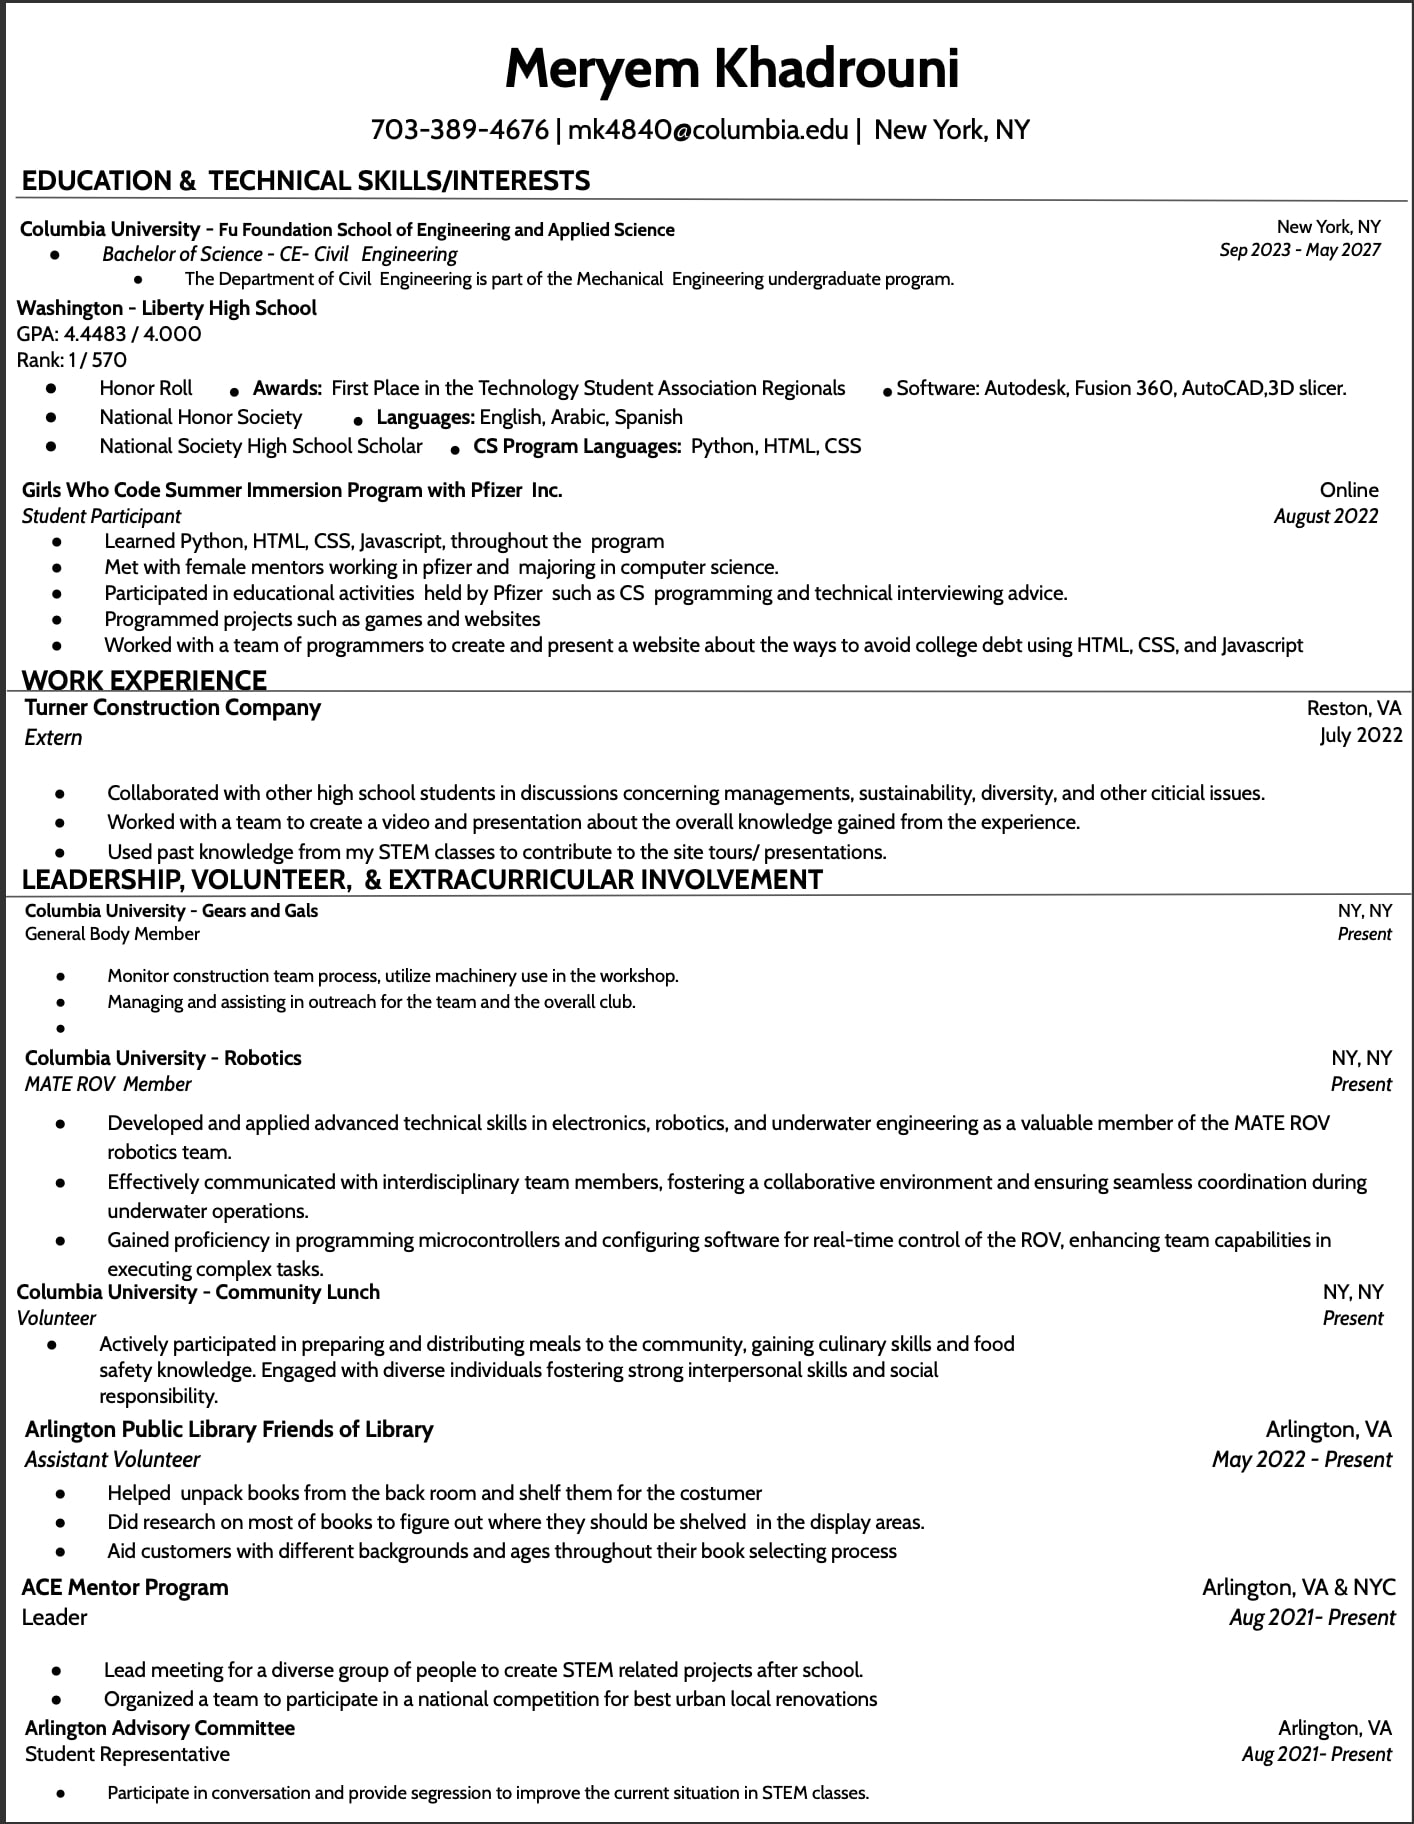 Meryem Khadrouni
703-389-4676 | mk4840@columbia.edu | New York, NY
EDUCATION & TECHNICAL SKILLS/INTERESTS
Columbia University - Fu Foundation School of Engineering and Applied Science New York, NY
● Bachelor of Science - CE- Civil Engineering Sep 2023 - May 2027
● The Department of Civil Engineering is part of the Mechanical Engineering undergraduate program.
Washington - Liberty High School
GPA: 4.4483 / 4.000
Rank: 1 / 570
● Honor Roll ● Awards: First Place in the Technology Student Association Regionals ● Software: Autodesk, Fusion 360, AutoCAD,3D slicer.
● National Honor Society ● Languages: English, Arabic, Spanish
● National Society High School Scholar ● CS Program Languages: Python, HTML, CSS
Girls Who Code Summer Immersion Program with Pfizer Inc. Online
Student Participant August 2022
● Learned Python, HTML, CSS, Javascript, throughout the program
● Met with female mentors working in pfizer and majoring in computer science.
● Participated in educational activities held by Pfizer such as CS programming and technical interviewing advice.
● Programmed projects such as games and websites
● Worked with a team of programmers to create and present a website about the ways to avoid college debt using HTML, CSS, and Javascript
WORK EXPERIENCE
Turner Construction Company Reston, VA
Extern July 2022
● Collaborated with other high school students in discussions concerning managements, sustainability, diversity, and other citicial issues.
● Worked with a team to create a video and presentation about the overall knowledge gained from the experience.
● Used past knowledge from my STEM classes to contribute to the site tours/ presentations.
LEADERSHIP, VOLUNTEER, & EXTRACURRICULAR INVOLVEMENT
Columbia University - Gears and Gals NY, NY
General Body Member Present
● Monitor construction team process, utilize machinery use in the workshop.
● Managing and assisting in outreach for the team and the overall club.
●
Columbia University - Robotics NY, NY
MATE ROV Member Present
● Developed and applied advanced technical skills in electronics, robotics, and underwater engineering as a valuable member of the MATE ROV
robotics team.
● Effectively communicated with interdisciplinary team members, fostering a collaborative environment and ensuring seamless coordination during
underwater operations.
● Gained proficiency in programming microcontrollers and configuring software for real-time control of the ROV, enhancing team capabilities in
executing complex tasks.
Columbia University - Community Lunch NY, NY
Volunteer Present
● Actively participated in preparing and distributing meals to the community, gaining culinary skills and food
safety knowledge. Engaged with diverse individuals fostering strong interpersonal skills and social
responsibility.
Arlington Public Library Friends of Library Arlington, VA
Assistant Volunteer May 2022 - Present
● Helped unpack books from the back room and shelf them for the costumer
● Did research on most of books to figure out where they should be shelved in the display areas.
● Aid customers with different backgrounds and ages throughout their book selecting process
ACE Mentor Program Arlington, VA & NYC
Leader Aug 2021- Present
● Lead meeting for a diverse group of people to create STEM related projects after school.
● Organized a team to participate in a national competition for best urban local renovations
Arlington Advisory Committee Arlington, VA
Student Representative Aug 2021- Present
● Participate in conversation and provide segression to improve the current situation in STEM classes.